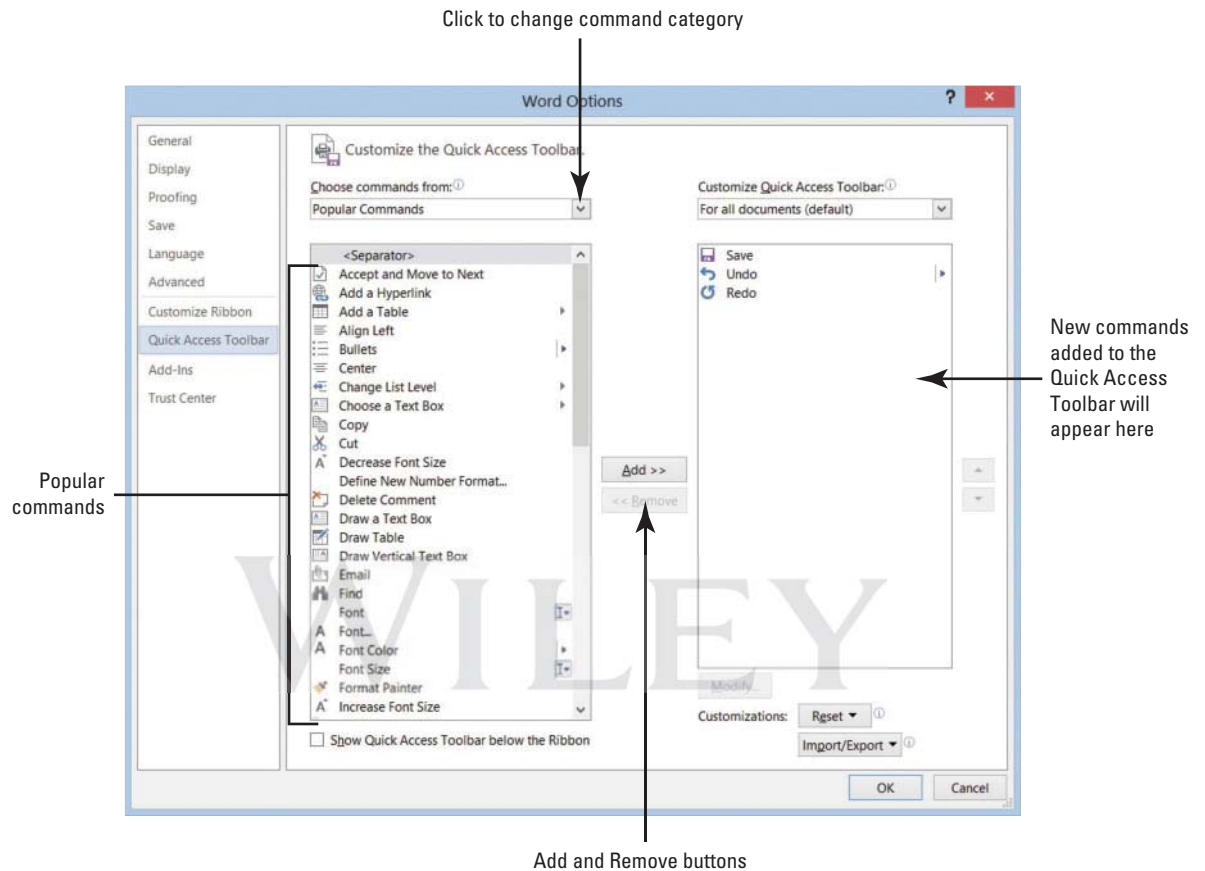 Click to change command category
Word Options
?
General
Display
Proofing
Save
Language
Advanced
Customize Ribbon
Quick Access Toolbar
Add-Ins
Trust Center
Customize the Quick Access Toolbar.
Choose commands from:
Popular Commands
<Separator>
Accept and Move to Next
Add a Hyperlink
Add a Table
Align Left
Bullets
Center
Change List Level
Choose a Text Box
Copy
Cut
Decrease Font Size
Define New Number Format...
Delete Comment
Draw a Text Box
Draw Table
Draw Vertical Text Box
Email
Find
Font
Font...
Font Color
Font Size
Format Painter
Increase Font Size
Show Quick Access Toolbar below the Ribbon
Add >>
<< Remove
Customize Quick Access Toolbar:
For all documents (default)
Save
Undo
Redo
Modify...
Customizations:
Reset
Import/Export
OK
Cancel
Popular
commands
New commands
added to the
Quick Access
Toolbar will
appear here
Add and Remove buttons
WILEY